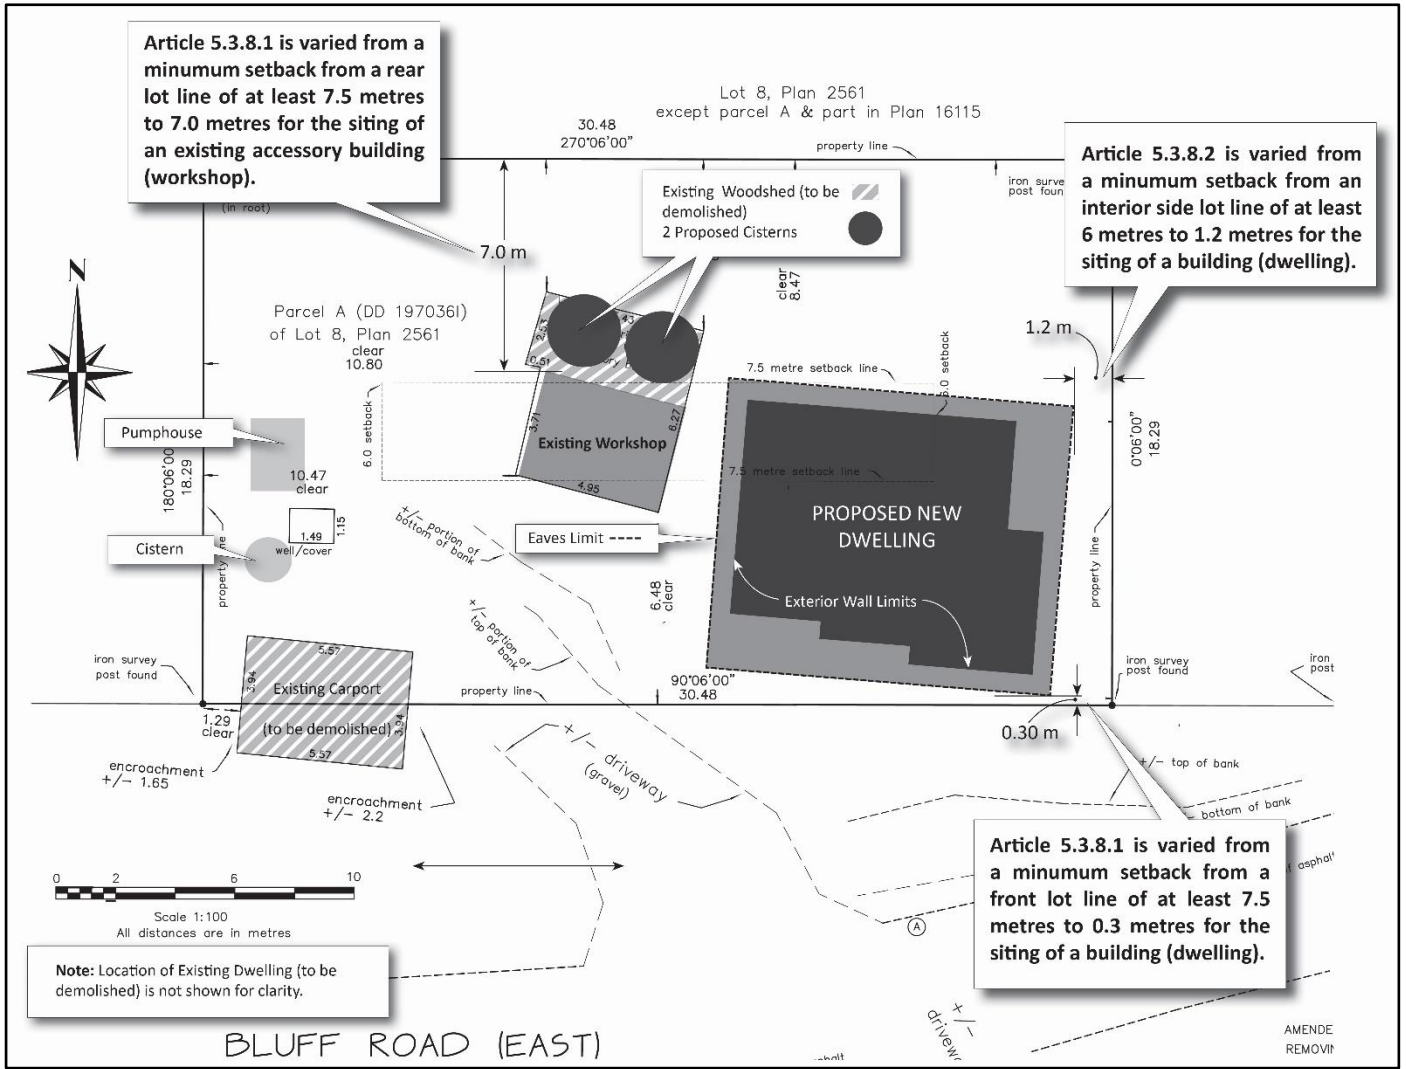 Article 5.3.8.1 is varied from a
minumum setback from a rear
lot line of at least 7.5 metres
to 7.0 metres for the siting of
an existing accessory building
(workshop).
Lot 8, Plan 2561
except parcel A & part in Plan 16115
30.48
270°06'00"
property line
Article 5.3.8.2 is varied from
a minumum setback from an
interior side lot line of at least
6 metres to 1.2 metres for the
siting of a building (dwelling).
iron surve
post foun
(in root)
Existing Woodshed (to be
demolished)
2 Proposed Cisterns
7.0 m
clear
8.47
N
Parcel A (DD 197036I)
of Lot 8, Plan 2561
clear
10.80
2.53
43
0.51
1.2 m
7.5 metre setback line
6.0 setback
6.0 setback
3.71
6.27
Existing Workshop
4.95
7.5 metre setback line
Pumphouse
10.47
clear
180°06'00"
18.29
0°06'00"
18.29
PROPOSED NEW
DWELLING
Eaves Limit ----
+/- portion of
bottom of bank
1.49
1.15
well/cover
Cistern
property line
6.48
clear
Exterior Wall Limits
property line
+/- portion of
top of bank
iron survey
post found
5.57
3.94
Existing Carport
(to be demolished)
3.94
5.57
property line
90°06'00"
30.48
iron survey
post found
iron
post
1.29
clear
0.30 m
encroachment
+/- 1.65
encroachment
+/- 2.2
+/- driveway
(gravel)
+/- top of bank
bottom of bank
of asphalt
Article 5.3.8.1 is varied from
a minumum setback from a
front lot line of at least 7.5
metres to 0.3 metres for the
siting of a building (dwelling).
A
0 2 6 10
Scale 1:100
All distances are in metres
Note: Location of Existing Dwelling (to be
demolished) is not shown for clarity.
BLUFF ROAD (EAST)
+/-
drivew
asphalt
AMENDE
REMOVIN